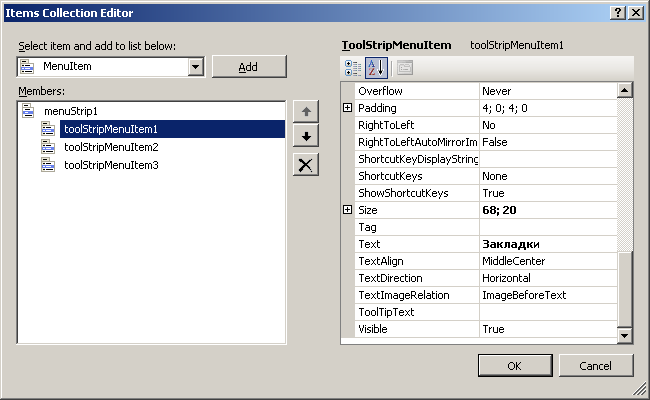 Items Collection Editor
Select item and add to list below:
MenuItem
Add
Members:
menuStrip1
toolStripMenuItem1
toolStripMenuItem2
toolStripMenuItem3
ToolStripMenuItem toolStripMenuItem1
Overflow Never
Padding 4; 0; 4; 0
RightToLeft No
RightToLeftAutoMirrorIm False
ShortcutKeyDisplayString
ShortcutKeys None
ShowShortcutKeys True
Size 68; 20
Tag
Text Закладки
TextAlign MiddleCenter
TextDirection Horizontal
TextImageRelation ImageBeforeText
ToolTipText
Visible True
OK Cancel